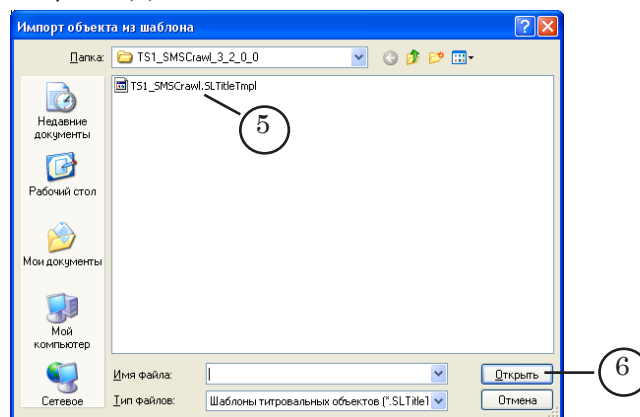 Импорт объекта из шаблона
Папка: TS1_SMSCrawl_3_2_0_0
TS1_SMSCrawl.SLTitleTmpl
5
Недавние
документы
Рабочий стол
Мои документы
Мой
компьютер
Сетевое
Имя файла:
Открыть
6
Тип файлов: Шаблоны титровальных объектов (*.SLTitleT
Отмена